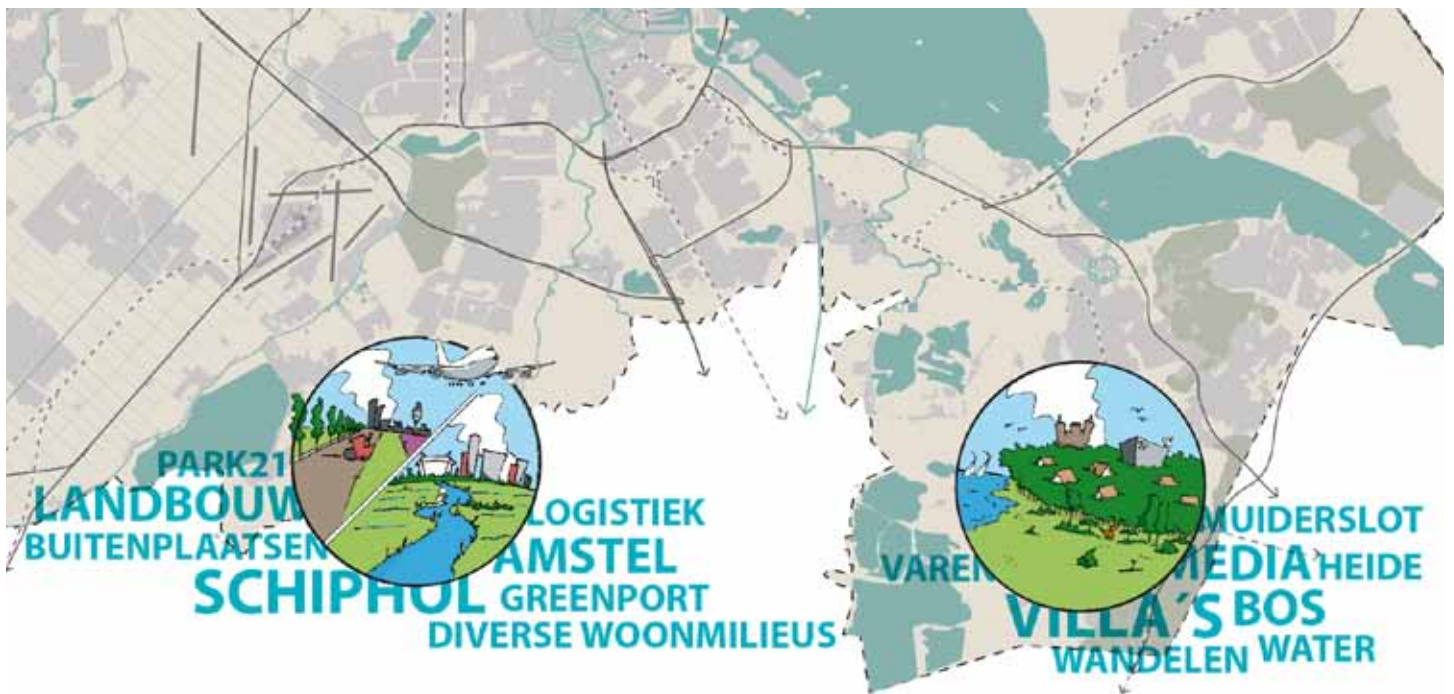 PARK21
LANDBOUW
BUITENPLAATSEN
SCHIPHOL
LOGISTIEK
AMSTEL
GREENPORT
DIVERSE WOONMILIEUS
MUIDERSLOT
VAREN
MEDIA
HEIDE
VILLA´S
BOS
WANDELEN
WATER